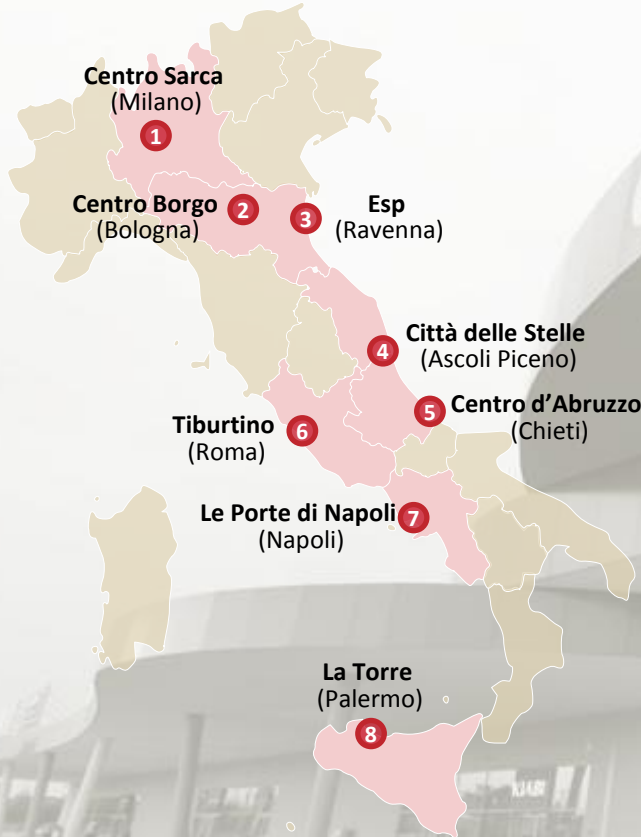 Centro Sarca
(Milano)
1
Centro Borgo
(Bologna)
2
3
Esp
(Ravenna)
4
Città delle Stelle
(Ascoli Piceno)
5
Centro d’Abruzzo
(Chieti)
Tiburtino
(Roma)
6
Le Porte di Napoli
(Napoli)
7
La Torre
(Palermo)
8